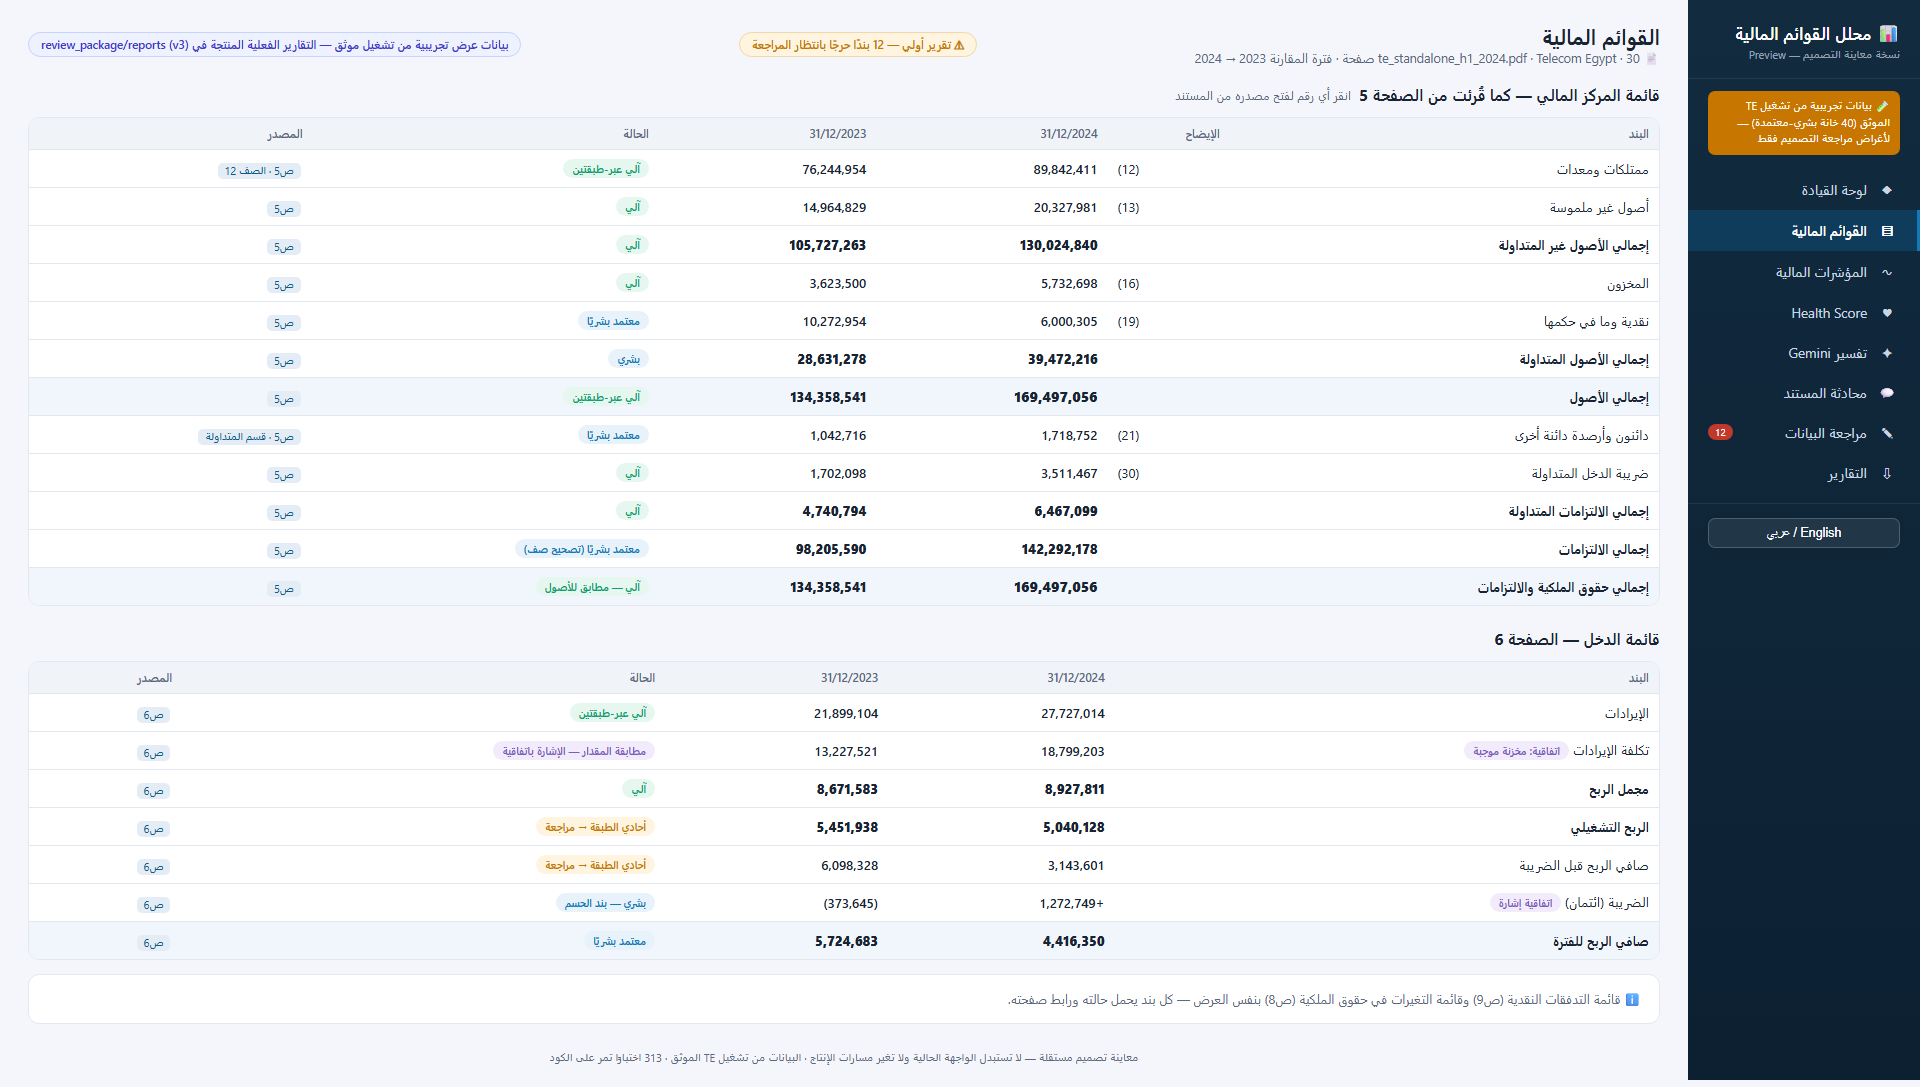 محلل القوائم المالية
نسخة معاينة التصميم — Preview
بيانات تجريبية من تشغيل TE
الموثق (40 خانة بشري-معتمدة) —
لأغراض مراجعة التصميم فقط
لوحة القيادة
القوائم المالية
المؤشرات المالية
Health Score
تفسير Gemini
محادثة المستند
مراجعة البيانات 12
التقارير
عربي / English
القوائم المالية
te_standalone_h1_2024.pdf · Telecom Egypt · 30 صفحة · فترة المقارنة 2023 → 2024
⚠ تقرير أولي — 12 بندًا حرجًا بانتظار المراجعة
بيانات عرض تجريبية من تشغيل موثق — التقارير الفعلية المنتجة في review_package/reports (v3)
قائمة المركز المالي — كما قُرئت من الصفحة 5 انقر أي رقم لفتح مصدره من المستند
البند الإيضاح 31/12/2024 31/12/2023 الحالة المصدر
ممتلكات ومعدات (12) 89,842,411 76,244,954 آلي عبر-طبقتين ص5 · الصف 12
أصول غير ملموسة (13) 20,327,981 14,964,829 آلي ص5
إجمالي الأصول غير المتداولة 130,024,840 105,727,263 آلي ص5
المخزون (16) 5,732,698 3,623,500 آلي ص5
نقدية وما في حكمها (19) 6,000,305 10,272,954 معتمد بشريًا ص5
إجمالي الأصول المتداولة 39,472,216 28,631,278 بشري ص5
إجمالي الأصول 169,497,056 134,358,541 آلي عبر-طبقتين ص5
دائنون وأرصدة دائنة أخرى (21) 1,718,752 1,042,716 معتمد بشريًا ص5 · قسم المتداولة
ضريبة الدخل المتداولة (30) 3,511,467 1,702,098 آلي ص5
إجمالي الالتزامات المتداولة 6,467,099 4,740,794 آلي ص5
إجمالي الالتزامات 142,292,178 98,205,590 معتمد بشريًا (تصحيح صف) ص5
إجمالي حقوق الملكية والالتزامات 169,497,056 134,358,541 آلي — مطابق للأصول ص5
قائمة الدخل — الصفحة 6
البند 31/12/2024 31/12/2023 الحالة المصدر
الإيرادات 27,727,014 21,899,104 آلي عبر-طبقتين ص6
تكلفة الإيرادات اتفاقية: مخزنة موجبة 18,799,203 13,227,521 مطابقة المقدار — الإشارة باتفاقية ص6
مجمل الربح 8,927,811 8,671,583 آلي ص6
الربح التشغيلي 5,040,128 5,451,938 أحادي الطبقة → مراجعة ص6
صافي الربح قبل الضريبة 3,143,601 6,098,328 أحادي الطبقة → مراجعة ص6
الضريبة (ائتمان) اتفاقية إشارة 1,272,749+ (373,645) بشري — بند الحسم ص6
صافي الربح للفترة 4,416,350 5,724,683 معتمد بشريًا ص6
ℹ قائمة التدفقات النقدية (ص9) وقائمة التغيرات في حقوق الملكية (ص8) بنفس العرض — كل بند يحمل حالته ورابط صفحته.
معاينة تصميم مستقلة — لا تستبدل الواجهة الحالية ولا تغير مسارات الإنتاج · البيانات من تشغيل TE الموثق · 313 اختبارًا تمر على الكود